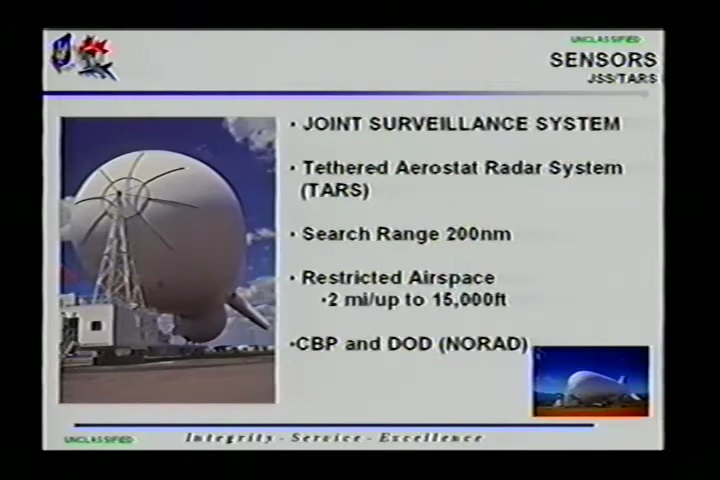 UNCLASSIFIED
SENSORS
JSS/TARS
• JOINT SURVEILLANCE SYSTEM
• Tethered Aerostat Radar System
(TARS)
• Search Range 200nm
• Restricted Airspace
•2 mi/up to 15,000ft
•CBP and DOD (NORAD)
UNCLASSIFIED
Integrity - Service - Excellence